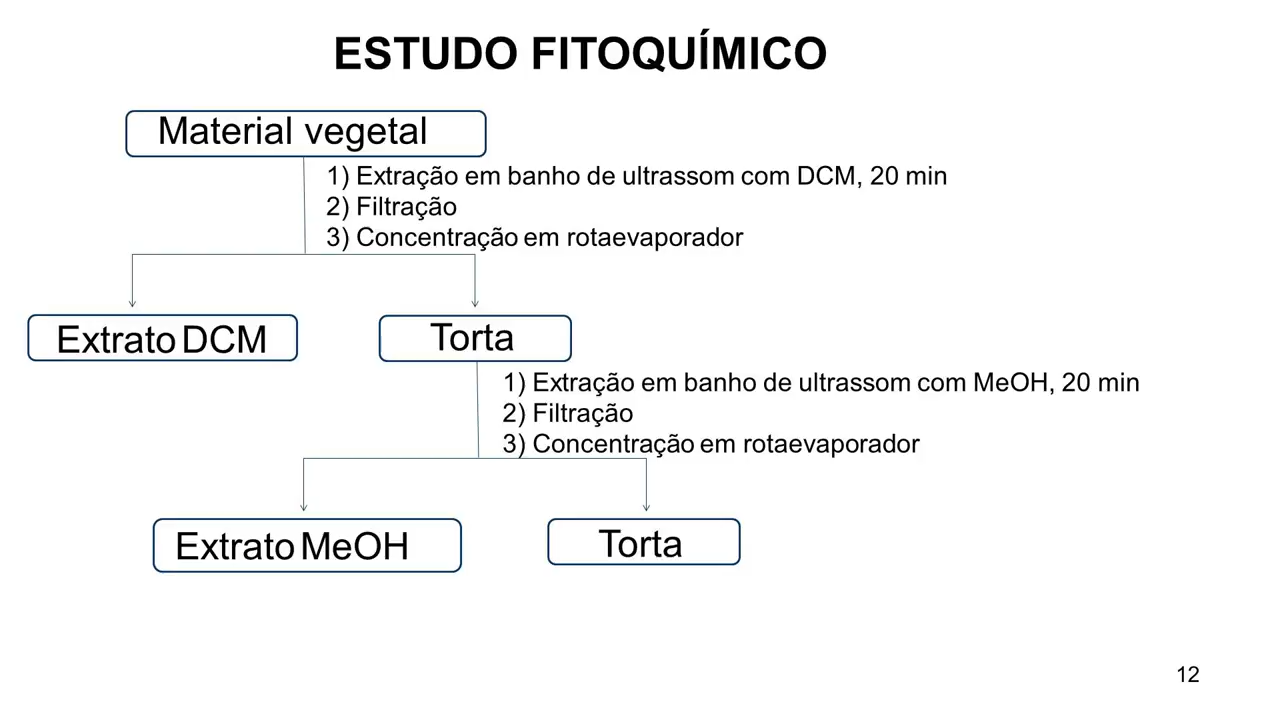 ESTUDO FITOQUÍMICO
Material vegetal
1) Extração em banho de ultrassom com DCM, 20 min
2) Filtração
3) Concentração em rotaevaporador
Extrato DCM
Torta
1) Extração em banho de ultrassom com MeOH, 20 min
2) Filtração
3) Concentração em rotaevaporador
Extrato MeOH
Torta
12